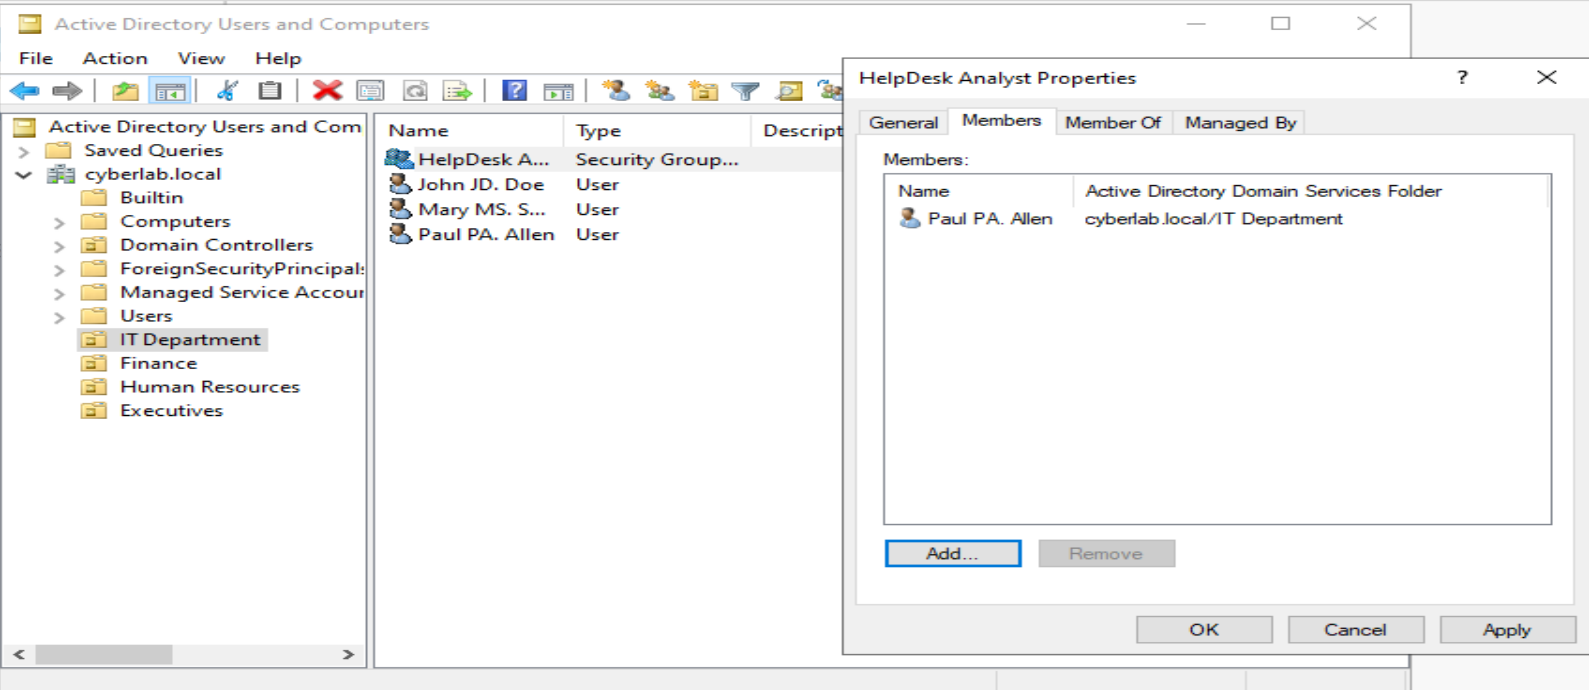 Active Directory Users and Computers
File Action View Help
Active Directory Users and Com
Saved Queries
cyberlab.local
Builtin
Computers
Domain Controllers
ForeignSecurityPrincipals
Managed Service Accour
Users
IT Department
Finance
Human Resources
Executives
Name Type Descript
HelpDesk A... Security Group...
John JD. Doe User
Mary MS. S... User
Paul PA. Allen User
HelpDesk Analyst Properties ?
General Members Member Of Managed By
Members:
Name Active Directory Domain Services Folder
Paul PA. Allen cyberlab.local/IT Department
Add... Remove
OK Cancel Apply